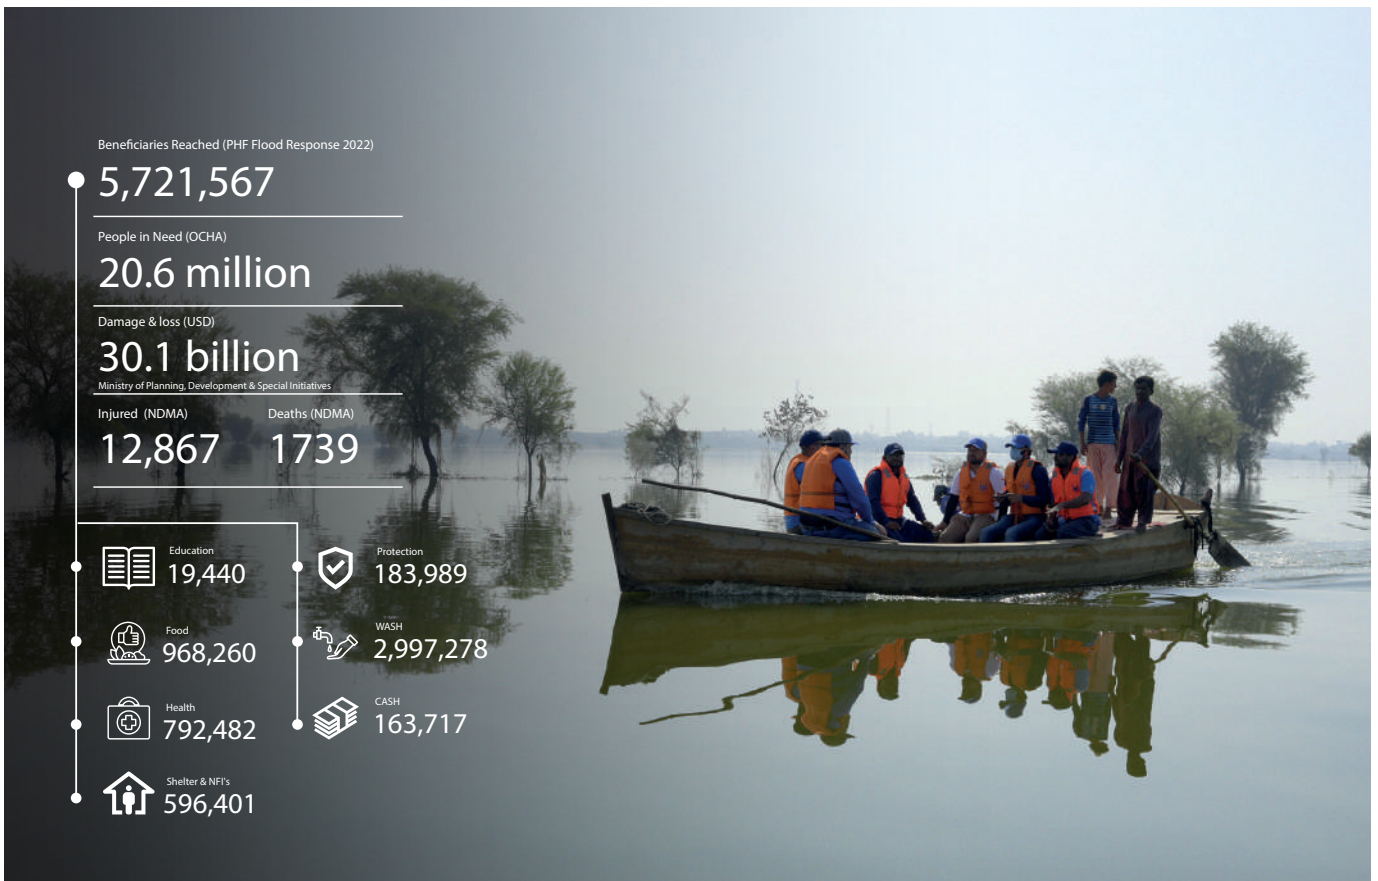 Beneficiaries Reached (PHF Flood Response 2022)
5,721,567
People in Need (OCHA)
20.6 million
Damage & loss (USD)
30.1 billion
Ministry of Planning, Development & Special Initiatives
Injured (NDMA)
12,867
Deaths (NDMA)
1739
Education
19,440
Food
968,260
Health
792,482
Shelter & NFI's
596,401
Protection
183,989
WASH
2,997,278
CASH
163,717